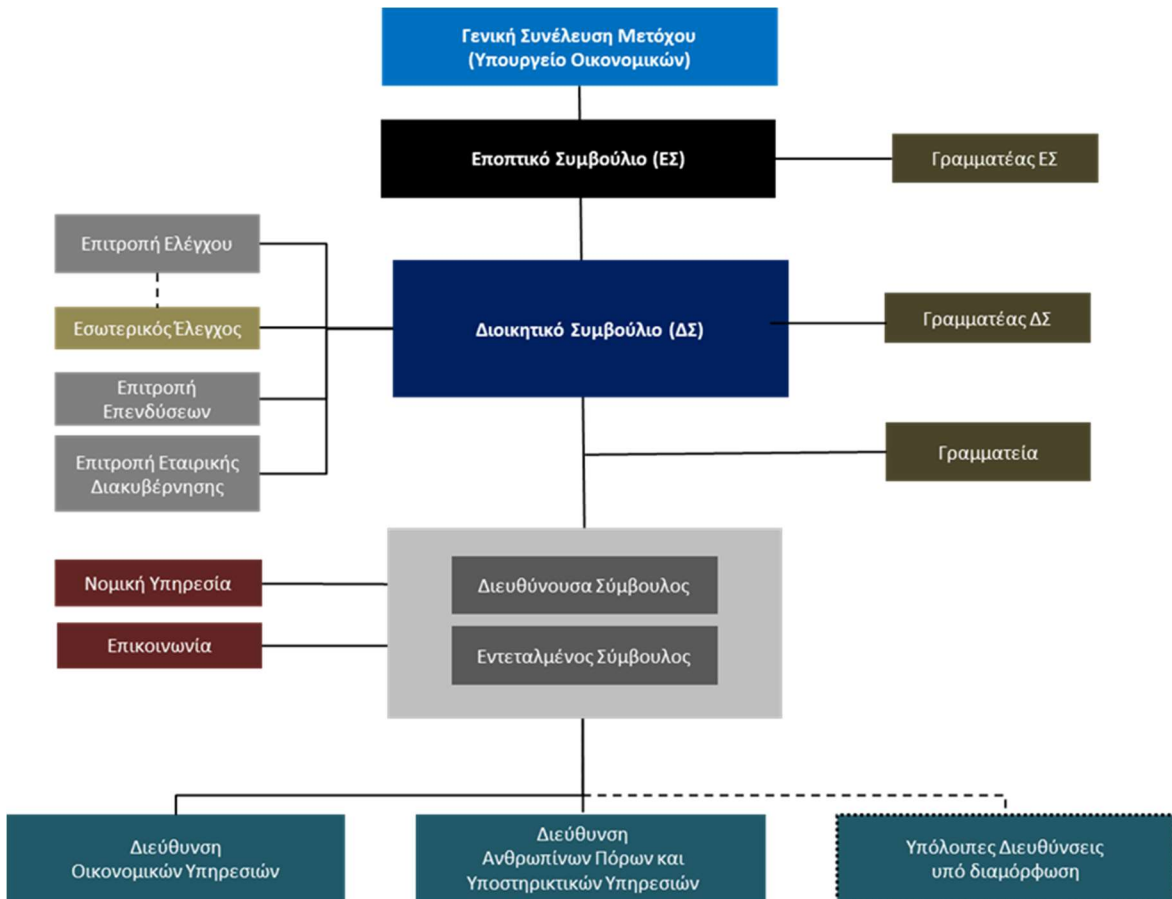 Γενική Συνέλευση Μετόχου
(Υπουργείο Οικονομικών)
Εποπτικό Συμβούλιο (ΕΣ)
Γραμματέας ΕΣ
Επιτροπή Ελέγχου
Εσωτερικός Έλεγχος
Επιτροπή
Επενδύσεων
Επιτροπή Εταιρικής
Διακυβέρνησης
Διοικητικό Συμβούλιο (ΔΣ)
Γραμματέας ΔΣ
Γραμματεία
Νομική Υπηρεσία
Επικοινωνία
Διευθύνουσα Σύμβουλος
Εντεταλμένος Σύμβουλος
Διεύθυνση
Οικονομικών Υπηρεσιών
Διεύθυνση
Ανθρωπίνων Πόρων και
Υποστηρικτικών Υπηρεσιών
Υπόλοιπες Διευθύνσεις
υπό διαμόρφωση